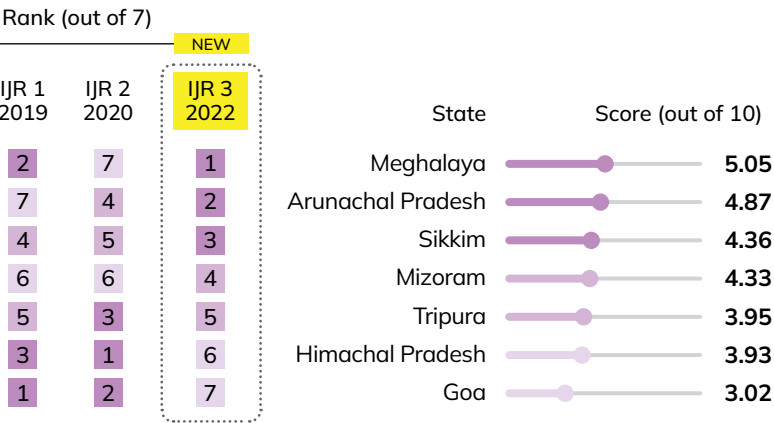 Rank (out of 7)
NEW
IJR 1 IJR 2 IJR 3
2019 2020 2022
State Score (out of 10)
2 7 1 Meghalaya 5.05
7 4 2 Arunachal Pradesh 4.87
4 5 3 Sikkim 4.36
6 6 4 Mizoram 4.33
5 3 5 Tripura 3.95
3 1 6 Himachal Pradesh 3.93
1 2 7 Goa 3.02